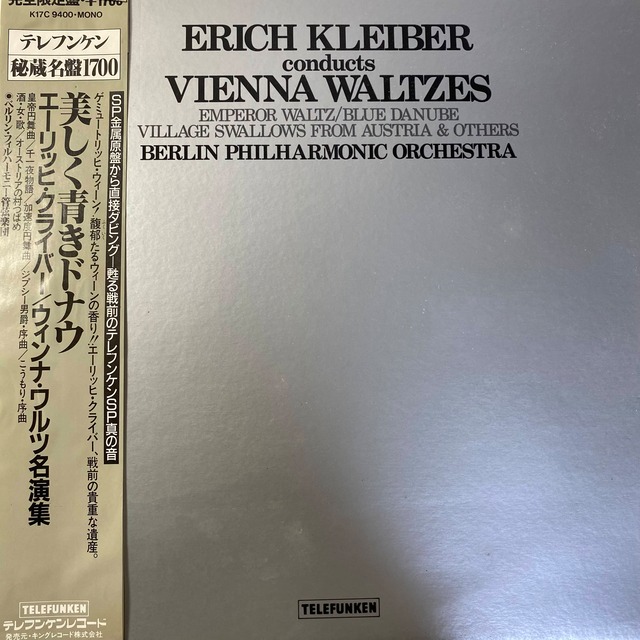 完全限定盤・¥1700
K17C 9400・MONO
テレフンケン
秘蔵名盤1700
SP金属原盤から直接ダビング—甦る戦前のテレフンケンSP、真の音
ゲミュートリッヒ・ウィーン! 馥郁たるウィーンの香り!! エーリッヒ・クライバー、戦前の貴重な遺産。
美しく青きドナウ
エーリッヒ・クライバー/ウィンナ・ワルツ名演集
皇帝円舞曲/千一夜物語/加速度円舞曲/ジプシー男爵・序曲/こうもり・序曲
酒・女・歌/オーストリアの村つばめ
●ベルリン・フィルハーモニー管弦楽団
TELEFUNKEN
テレフンケンレコード
発売元・キングレコード株式会社
ERICH KLEIBER
conducts
VIENNA WALTZES
EMPEROR WALTZ/BLUE DANUBE
VILLAGE SWALLOWS FROM AUSTRIA & OTHERS
BERLIN PHILHARMONIC ORCHESTRA
TELEFUNKEN